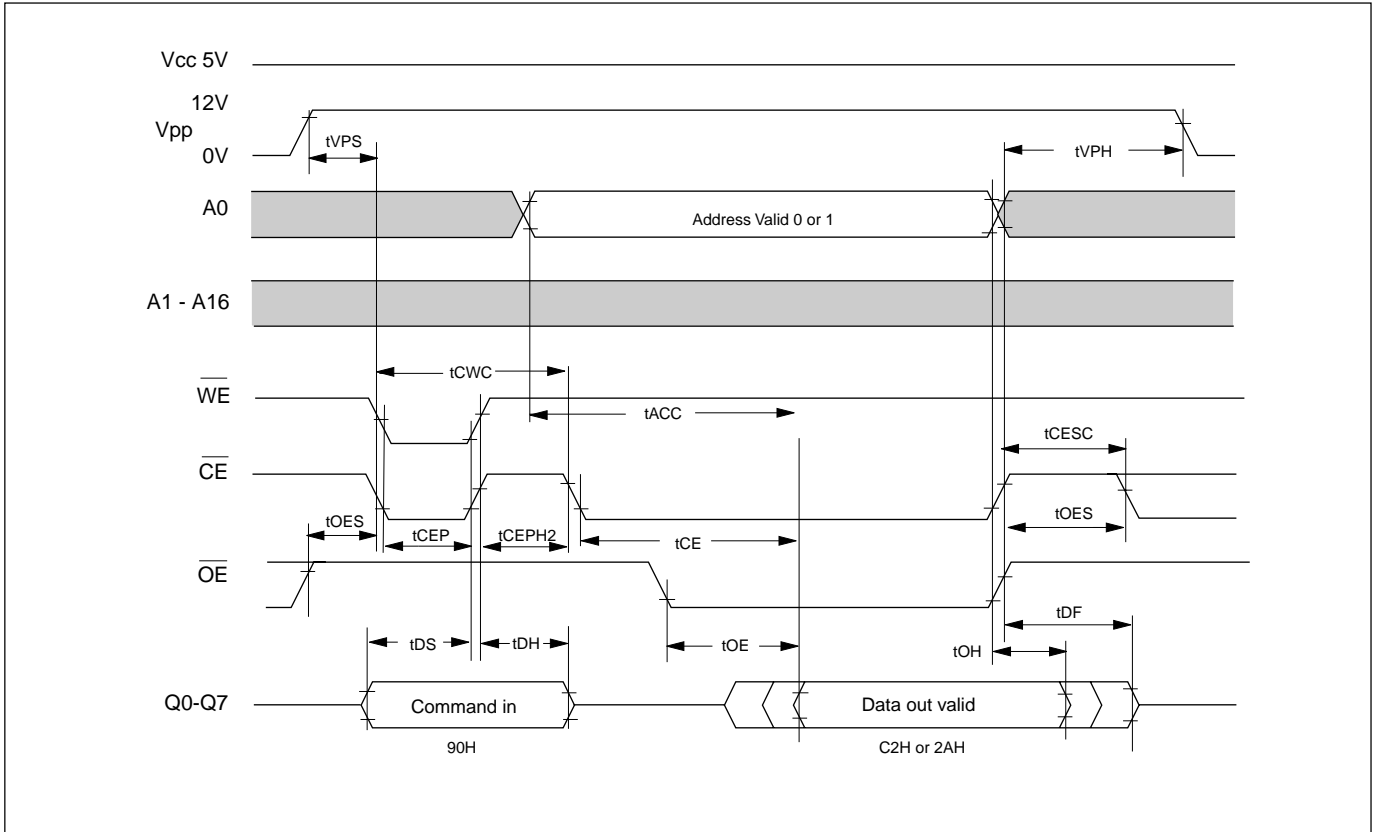 Vcc 5V
12V
Vpp
0V
tVPS
tVPH
A0
Address Valid 0 or 1
A1 - A16
tCWC
WE
tACC
tCESC
CE
tOES
tCEP
tCEPH2
tCE
tOES
OE
tDS
tDH
tOE
tDF
tOH
Q0-Q7
Command in
Data out valid
90H
C2H or 2AH